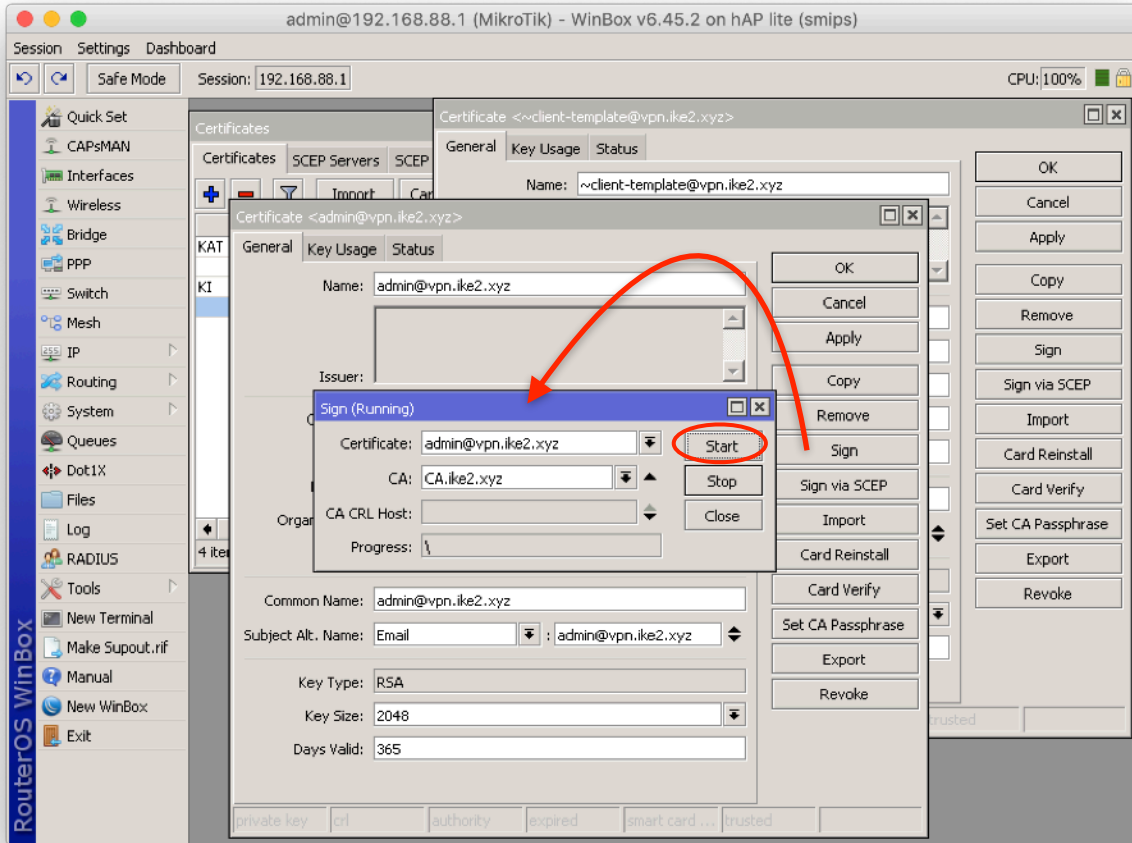 admin@192.168.88.1 (MikroTik) - WinBox v6.45.2 on hAP lite (smips)
Session Settings Dashboard
Safe Mode Session: 192.168.88.1 CPU: 100%
RouterOS WinBox
Quick Set
CAPsMAN
Interfaces
Wireless
Bridge
PPP
Switch
Mesh
IP
Routing
System
Queues
Dot1X
Files
Log
RADIUS
Tools
New Terminal
Make Supout.rif
Manual
New WinBox
Exit
Certificates
Certificates SCEP Servers SCEP
Import Car
KAT
KI
4 iter
Certificate <~client-template@vpn.ike2.xyz>
General Key Usage Status
Name: ~client-template@vpn.ike2.xyz
OK
Cancel
Apply
Copy
Remove
Sign
Sign via SCEP
Import
Card Reinstall
Card Verify
Set CA Passphrase
Export
Revoke
trusted
Certificate <admin@vpn.ike2.xyz>
General Key Usage Status
Name: admin@vpn.ike2.xyz
Issuer:
Organ
Common Name: admin@vpn.ike2.xyz
Subject Alt. Name: Email : admin@vpn.ike2.xyz
Key Type: RSA
Key Size: 2048
Days Valid: 365
OK
Cancel
Apply
Copy
Remove
Sign
Sign via SCEP
Import
Card Reinstall
Card Verify
Set CA Passphrase
Export
Revoke
private key crl authority expired smart card ... trusted
Sign (Running)
Certificate: admin@vpn.ike2.xyz
CA: CA.ike2.xyz
CA CRL Host:
Progress: \
Start
Stop
Close